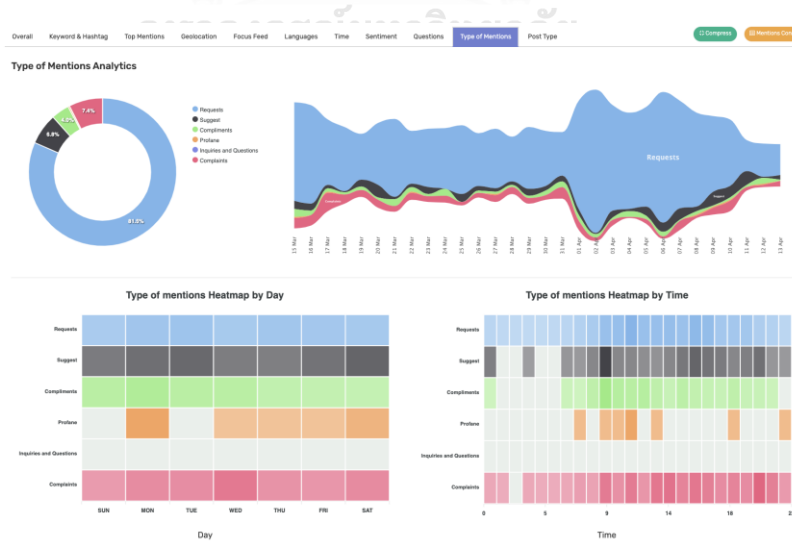 Overall Keyword & Hashtag Top Mentions Geolocation Focus Feed Languages Time Sentiment Questions Type of Mentions Post Type Compress Mentions
Type of Mentions Analytics
7.4%
4.0%
6.8%
81.8%
Requests
Suggest
Compliments
Profane
Inquiries and Questions
Complaints
Requests
Complaints
Suggest
15 Mar 16 Mar 17 Mar 18 Mar 19 Mar 20 Mar 21 Mar 22 Mar 23 Mar 24 Mar 25 Mar 26 Mar 27 Mar 28 Mar 29 Mar 30 Mar 31 Mar 01 Apr 02 Apr 03 Apr 04 Apr 05 Apr 06 Apr 07 Apr 08 Apr 09 Apr 10 Apr 11 Apr 12 Apr 13 Apr
Type of mentions Heatmap by Day
Requests
Suggest
Compliments
Profane
Inquiries and Questions
Complaints
SUN MON TUE WED THU FRI SAT
Day
Type of mentions Heatmap by Time
Requests
Suggest
Compliments
Profane
Inquiries and Questions
Complaints
0 5 9 14 18
Time